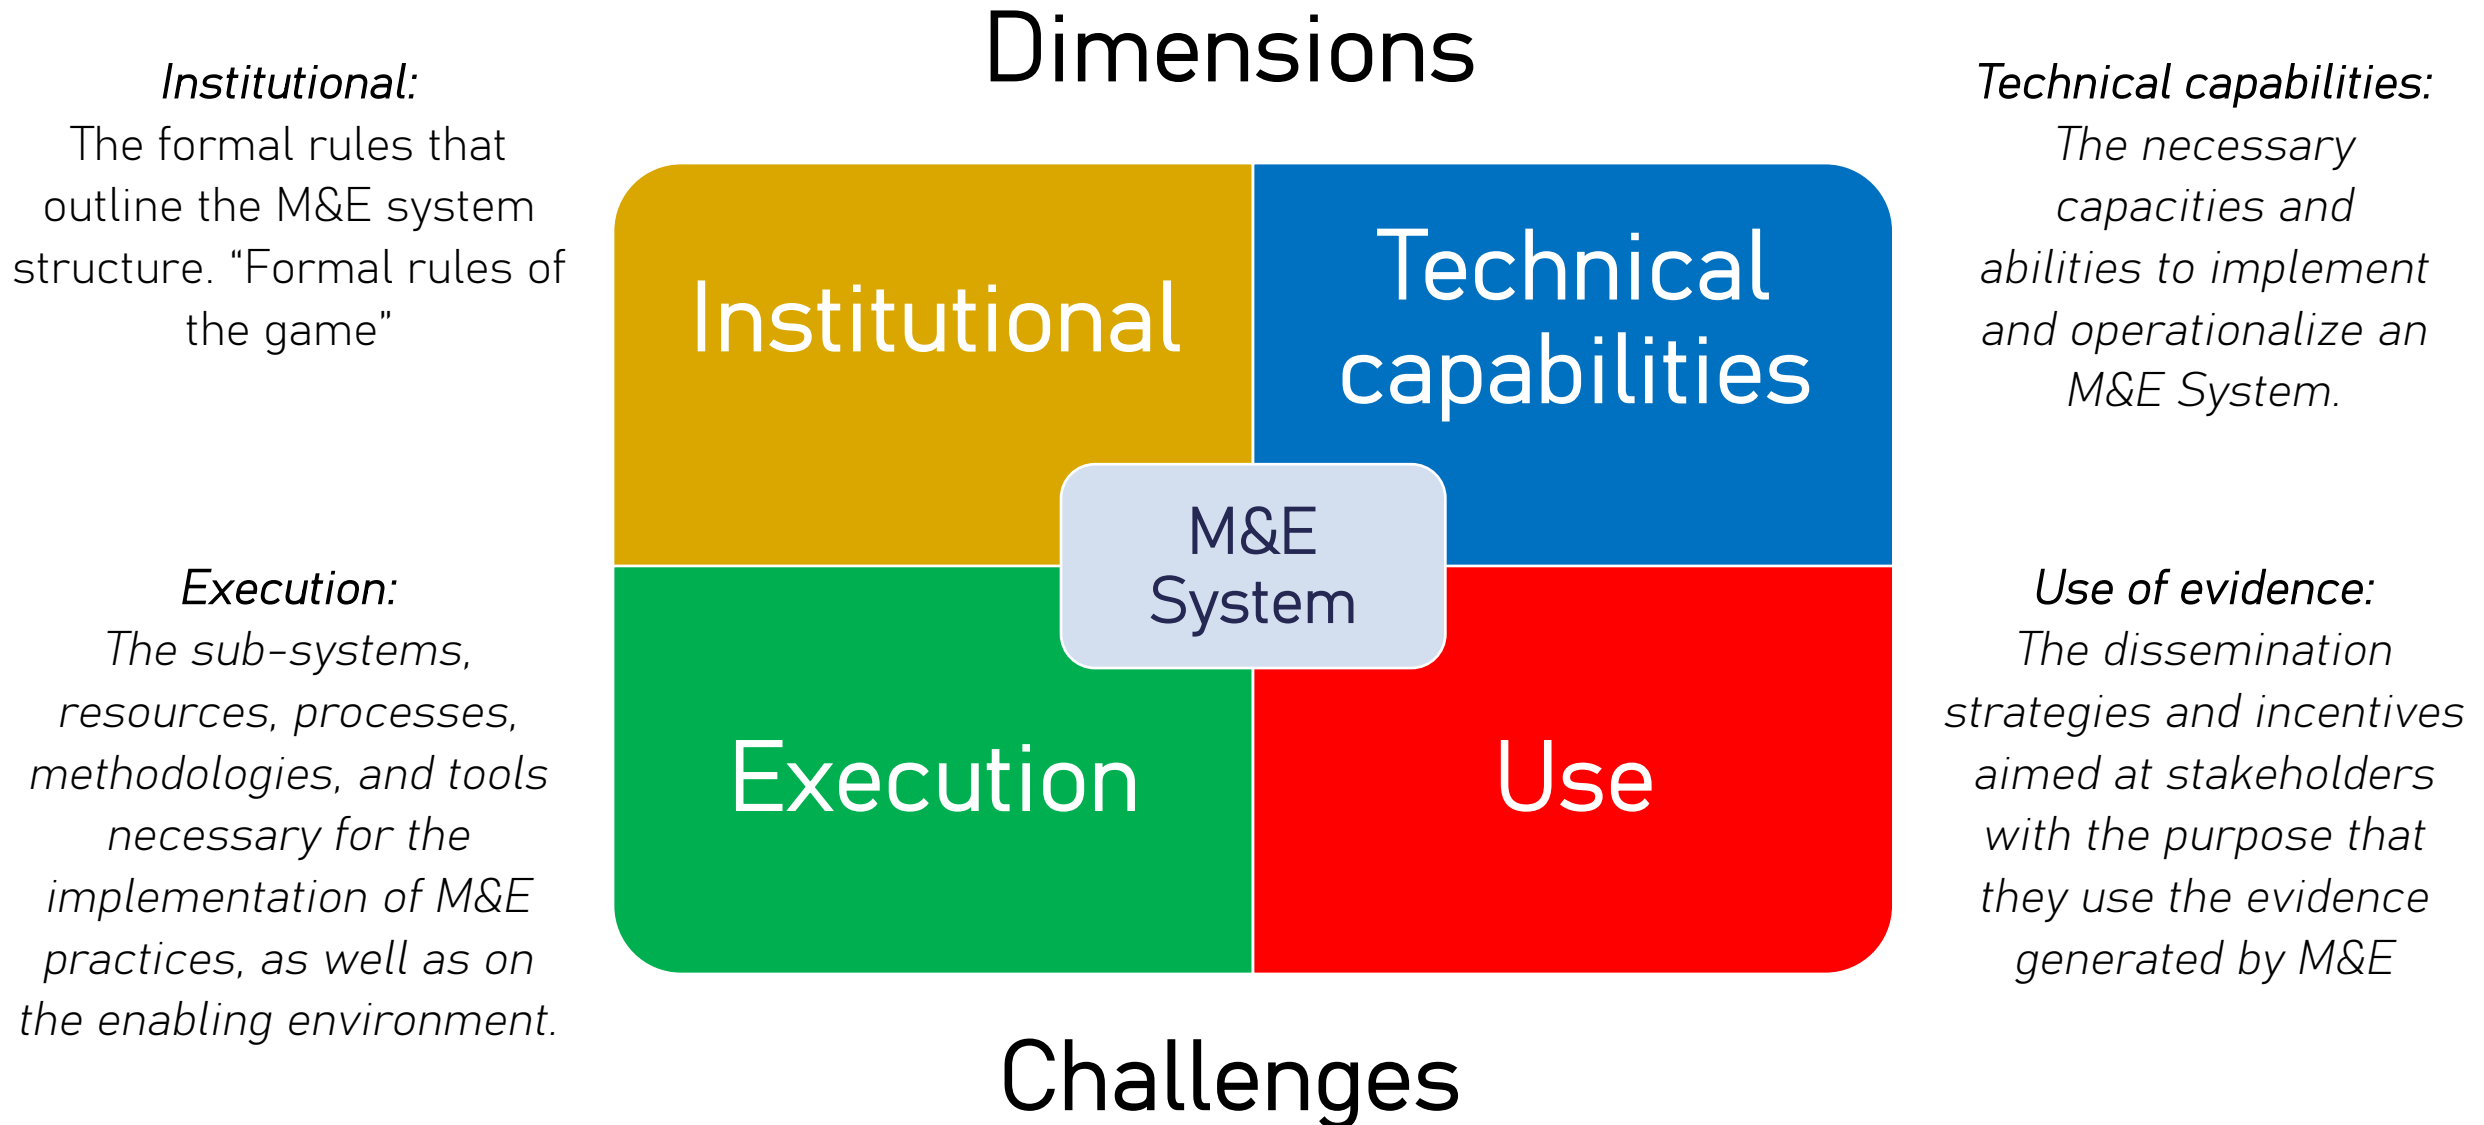 Dimensions
Institutional:
The formal rules that
outline the M&E system
structure. “Formal rules of
the game”
Technical capabilities:
The necessary
capacities and
abilities to implement
and operationalize an
M&E System.
Institutional
Technical
capabilities
M&E
System
Execution
Use
Execution:
The sub-systems,
resources, processes,
methodologies, and tools
necessary for the
implementation of M&E
practices, as well as on
the enabling environment.
Use of evidence:
The dissemination
strategies and incentives
aimed at stakeholders
with the purpose that
they use the evidence
generated by M&E
Challenges